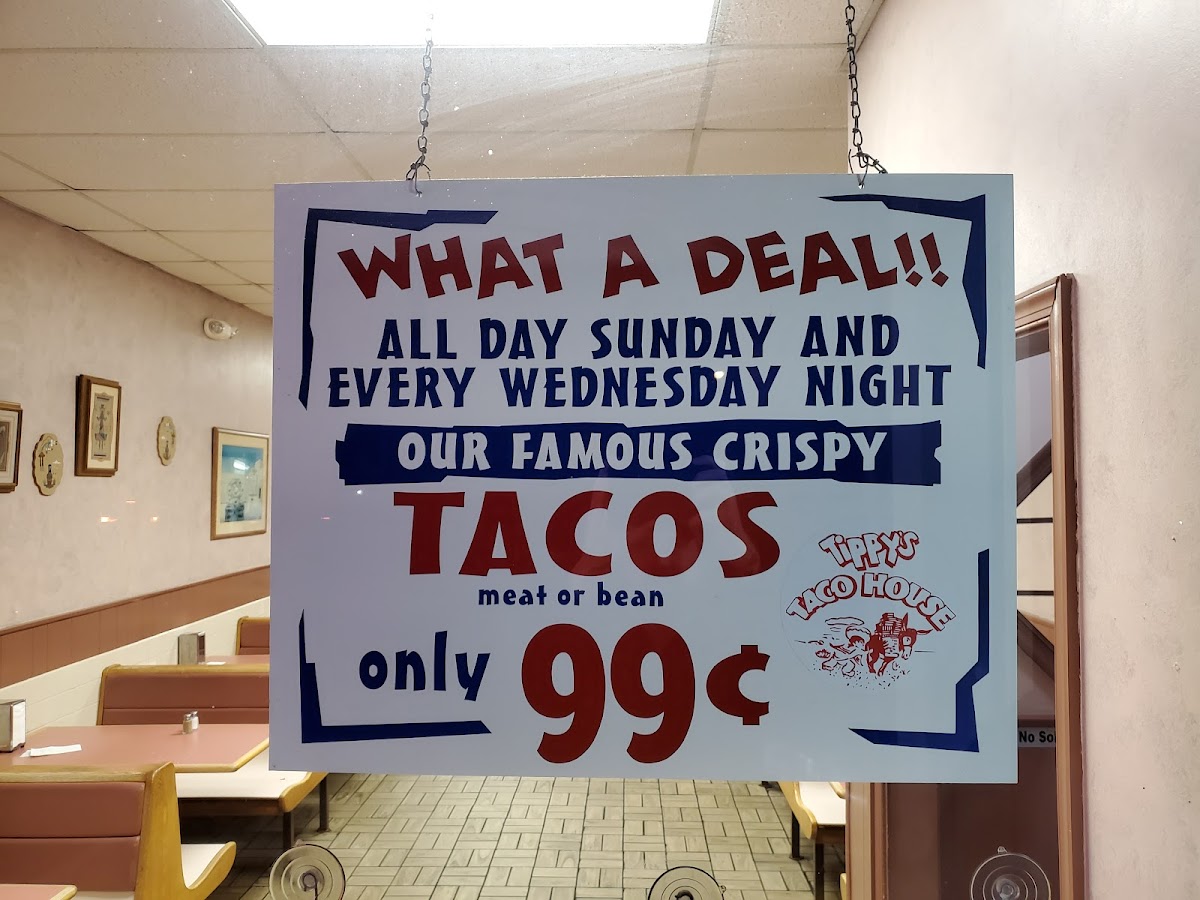 WHAT A DEAL!!
ALL DAY SUNDAY AND
EVERY WEDNESDAY NIGHT
OUR FAMOUS CRISPY
TACOS
meat or bean
only 99¢
TIPPY'S
TACO HOUSE
No